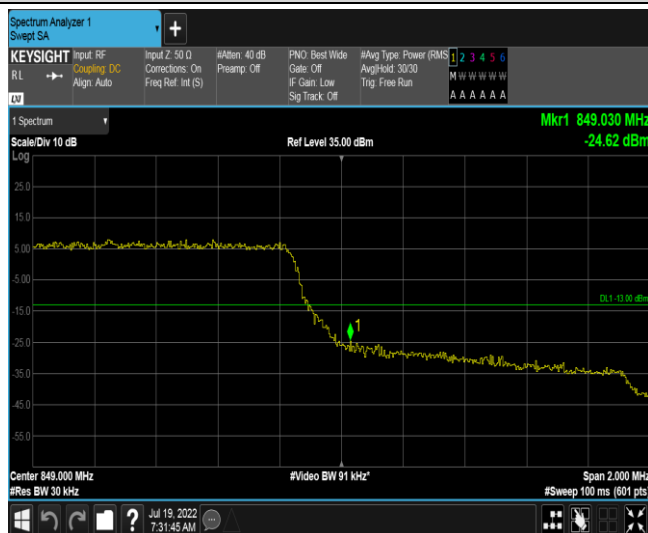 Spectrum Analyzer 1
Swept SA
+
KEYSIGHT
RL
LXI
Input: RF
Coupling: DC
Align: Auto
Input Z: 50 Ω
Corrections: On
Freq Ref: Int (S)
#Atten: 40 dB
Preamp: Off
PNO: Best Wide
Gate: Off
IF Gain: Low
Sig Track: Off
#Avg Type: Power (RMS
Avg|Hold: 30/30
Trig: Free Run
1 2 3 4 5 6
M W W W W W
A A A A A A
1 Spectrum
Scale/Div 10 dB
Ref Level 35.00 dBm
Mkr1 849.030 MHz
-24.62 dBm
Log
25.0
15.0
5.00
-5.00
-15.0
-25.0
-35.0
-45.0
-55.0
DL1 -13.00 dBm
1
Center 849.000 MHz
#Res BW 30 kHz
#Video BW 91 kHz*
Span 2.000 MHz
#Sweep 100 ms (601 pts)
?
Jul 19, 2022
7:31:45 AM